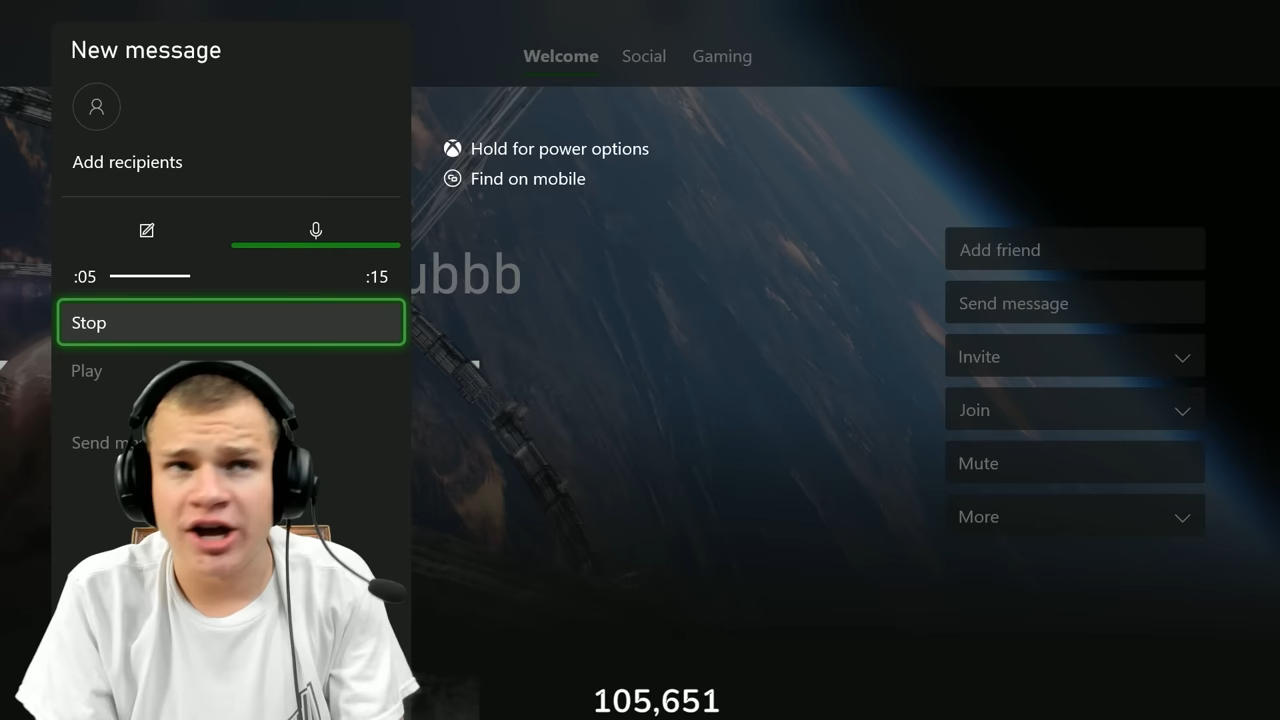 New message
Welcome Social Gaming
Hold for power options
Add recipients
Find on mobile
:05 :15
ubbb
Stop
Play
Send m
Add friend
Send message
Invite
Join
Mute
More
105,651